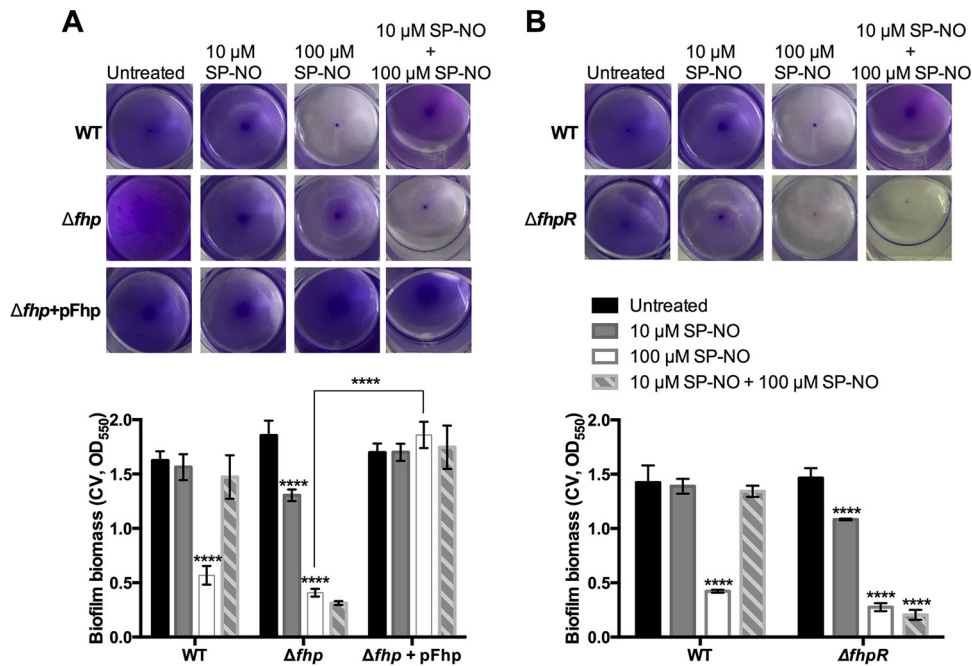 A
Untreated
10 µM
SP-NO
100 µM
SP-NO
10 µM SP-NO
+
100 µM SP-NO
WT
Δfhp
Δfhp+pFhp
Biofilm biomass (CV, OD550)
2.0
1.5
1.0
0.5
0.0
****
****
****
****
WT
Δfhp
Δfhp + pFhp
B
Untreated
10 µM
SP-NO
100 µM
SP-NO
10 µM SP-NO
+
100 µM SP-NO
WT
ΔfhpR
Untreated
10 µM SP-NO
100 µM SP-NO
10 µM SP-NO + 100 µM SP-NO
Biofilm biomass (CV, OD550)
2.0
1.5
1.0
0.5
0.0
****
****
****
****
WT
ΔfhpR